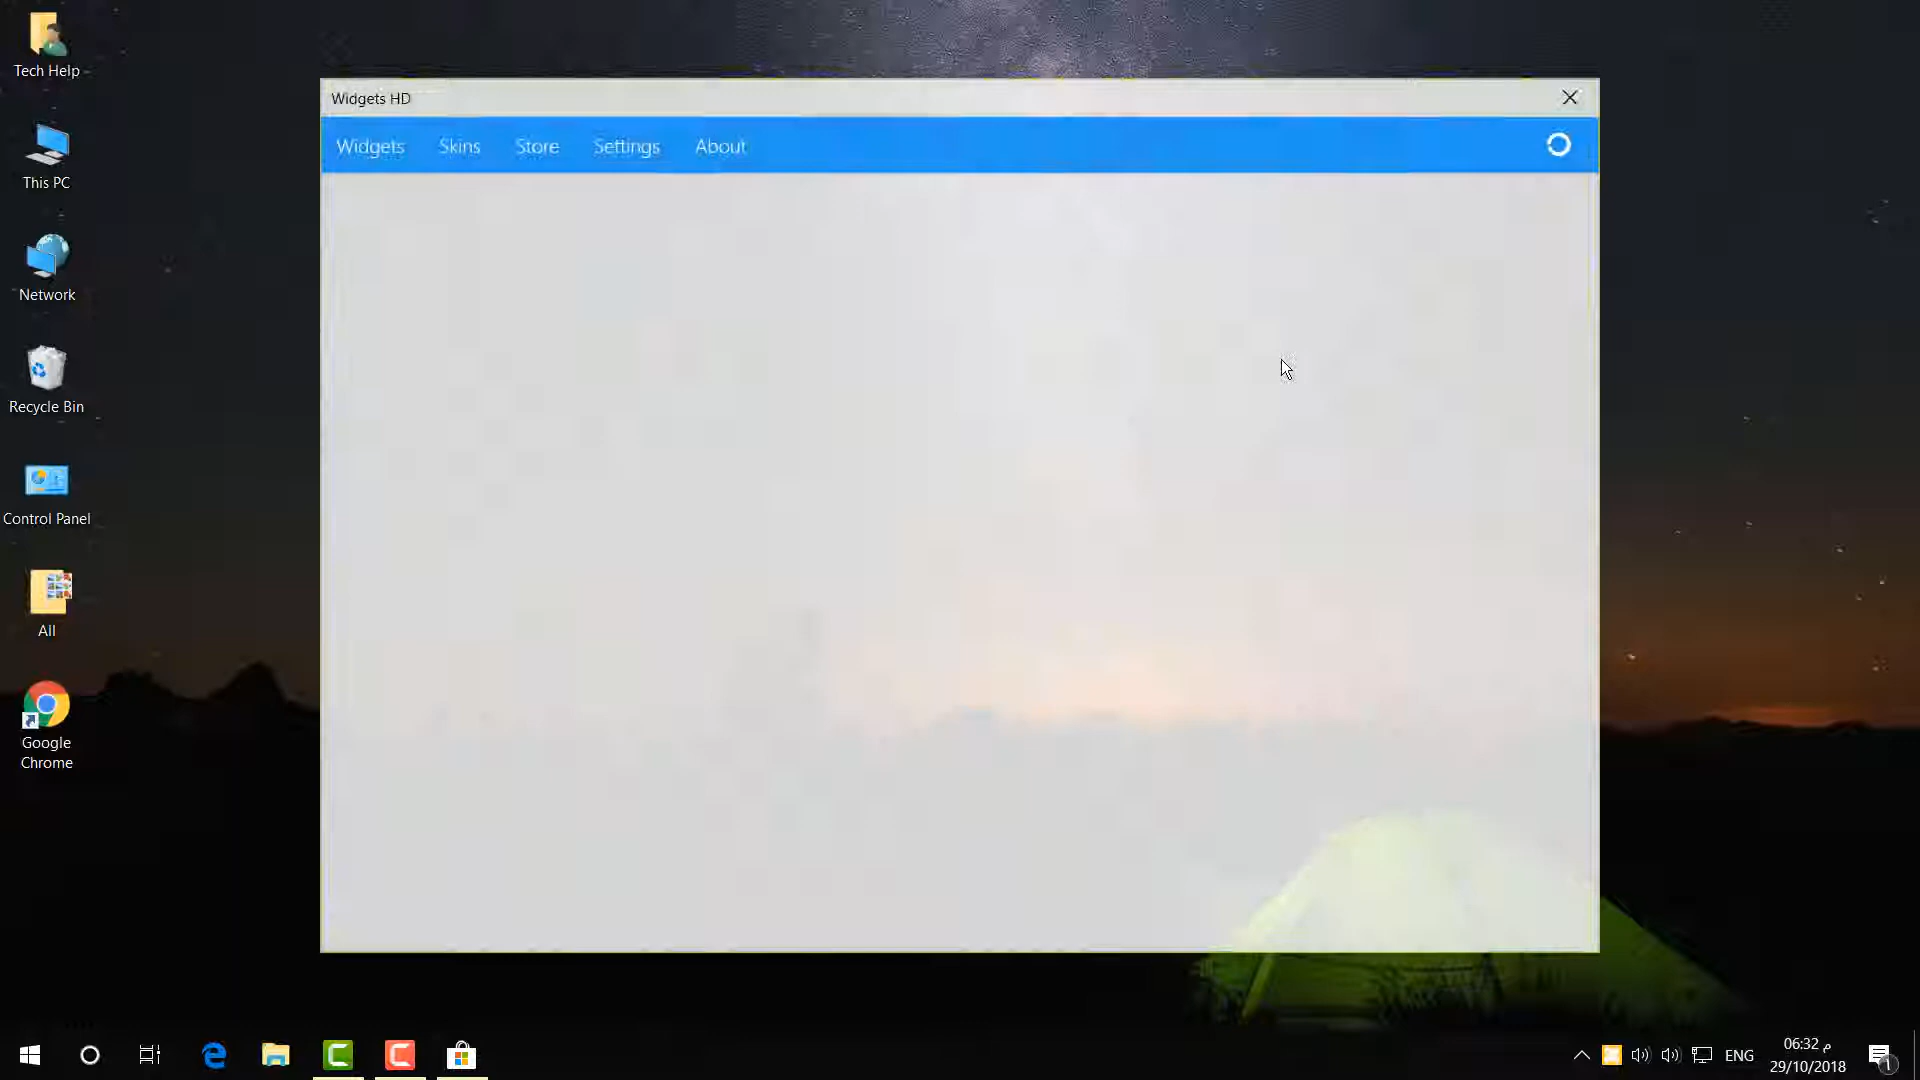 Tech Help
This PC
Network
Recycle Bin
Control Panel
All
Google
Chrome
Widgets HD
Widgets Skins Store Settings About
ENG
06:32 م
29/10/2018
1